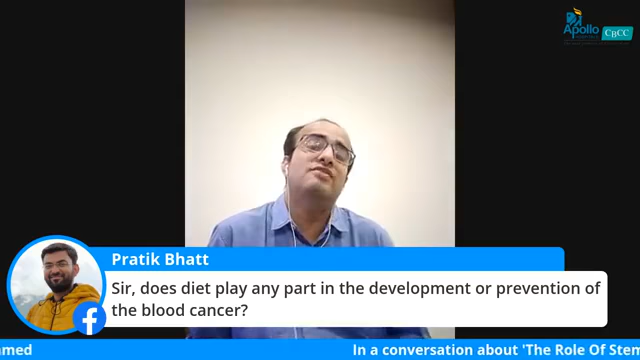 Apollo
CBCC
Pratik Bhatt
Sir, does diet play any part in the development or prevention of
the blood cancer?
amed
In a conversation about 'The Role Of Stem